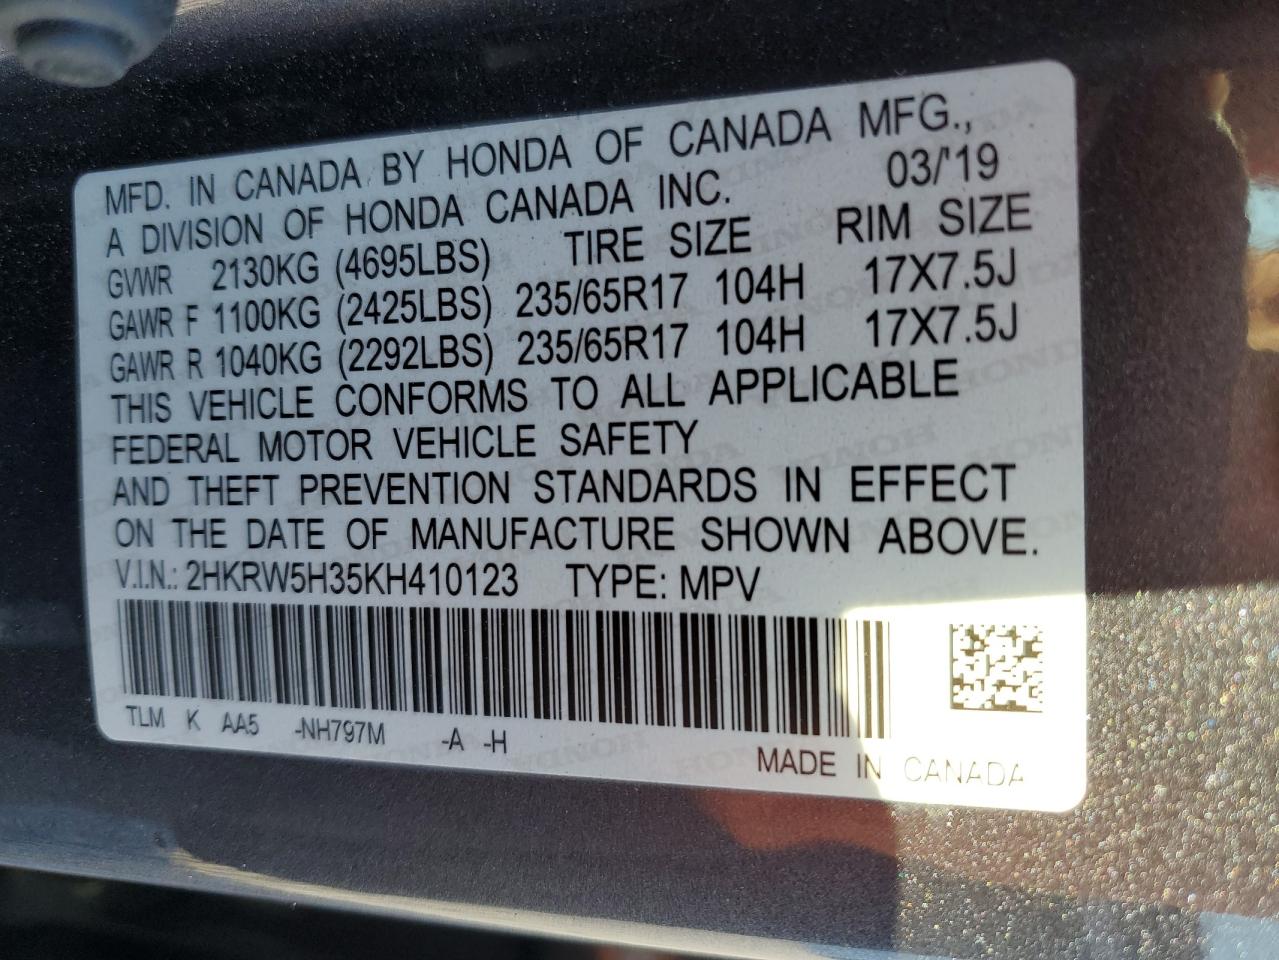 MFD. IN CANADA BY HONDA OF CANADA MFG.,
A DIVISION OF HONDA CANADA INC. 03/'19
GVWR 2130KG (4695LBS) TIRE SIZE RIM SIZE
GAWR F 1100KG (2425LBS) 235/65R17 104H 17X7.5J
GAWR R 1040KG (2292LBS) 235/65R17 104H 17X7.5J
THIS VEHICLE CONFORMS TO ALL APPLICABLE
FEDERAL MOTOR VEHICLE SAFETY
AND THEFT PREVENTION STANDARDS IN EFFECT
ON THE DATE OF MANUFACTURE SHOWN ABOVE.
V.I.N.: 2HKRW5H35KH410123 TYPE: MPV
TLM K AA5 -NH797M -A -H
MADE IN CANADA